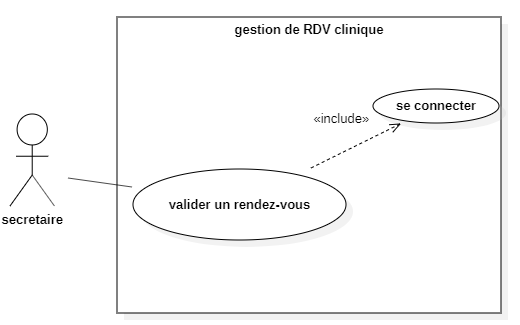 gestion de RDV clinique
se connecter
«include»
valider un rendez-vous
secretaire